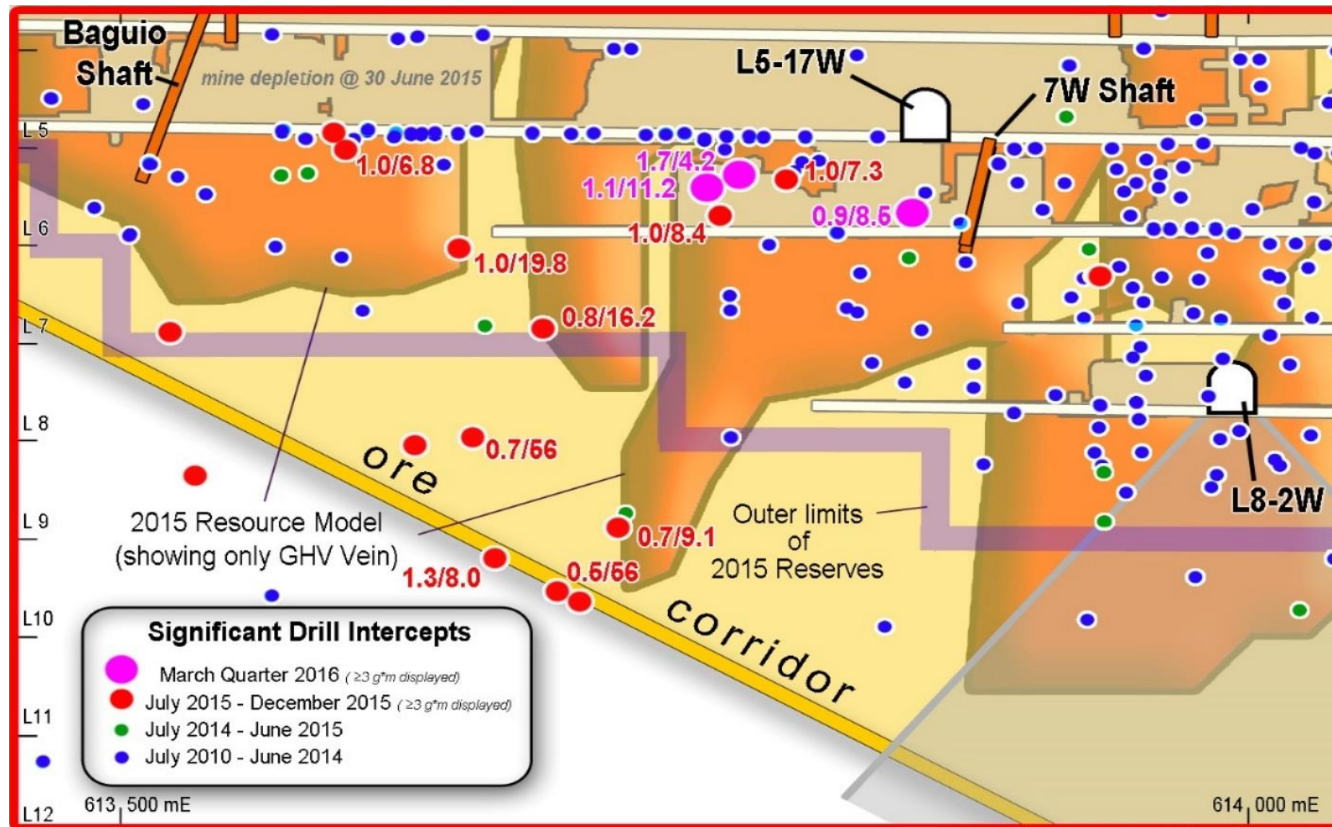 Baguio
Shaft
mine depletion @ 30 June 2015
L5-17W
7W Shaft
L 5
1.0/6.8
1.7/4.2
1.1/11.2
1.0/7.3
0.9/8.5
1.0/8.4
L 6
1.0/19.8
0.8/16.2
L 7
L 8
0.7/56
ore
corridor
L8-2W
2015 Resource Model
(showing only GHV Vein)
Outer limits
of
2015 Reserves
L 9
0.7/9.1
1.3/8.0
0.5/56
L10
Significant Drill Intercepts
March Quarter 2016 (≥3 g*m displayed)
July 2015 - December 2015 (≥3 g*m displayed)
July 2014 - June 2015
July 2010 - June 2014
L11
L12
613 500 mE
614 000 mE